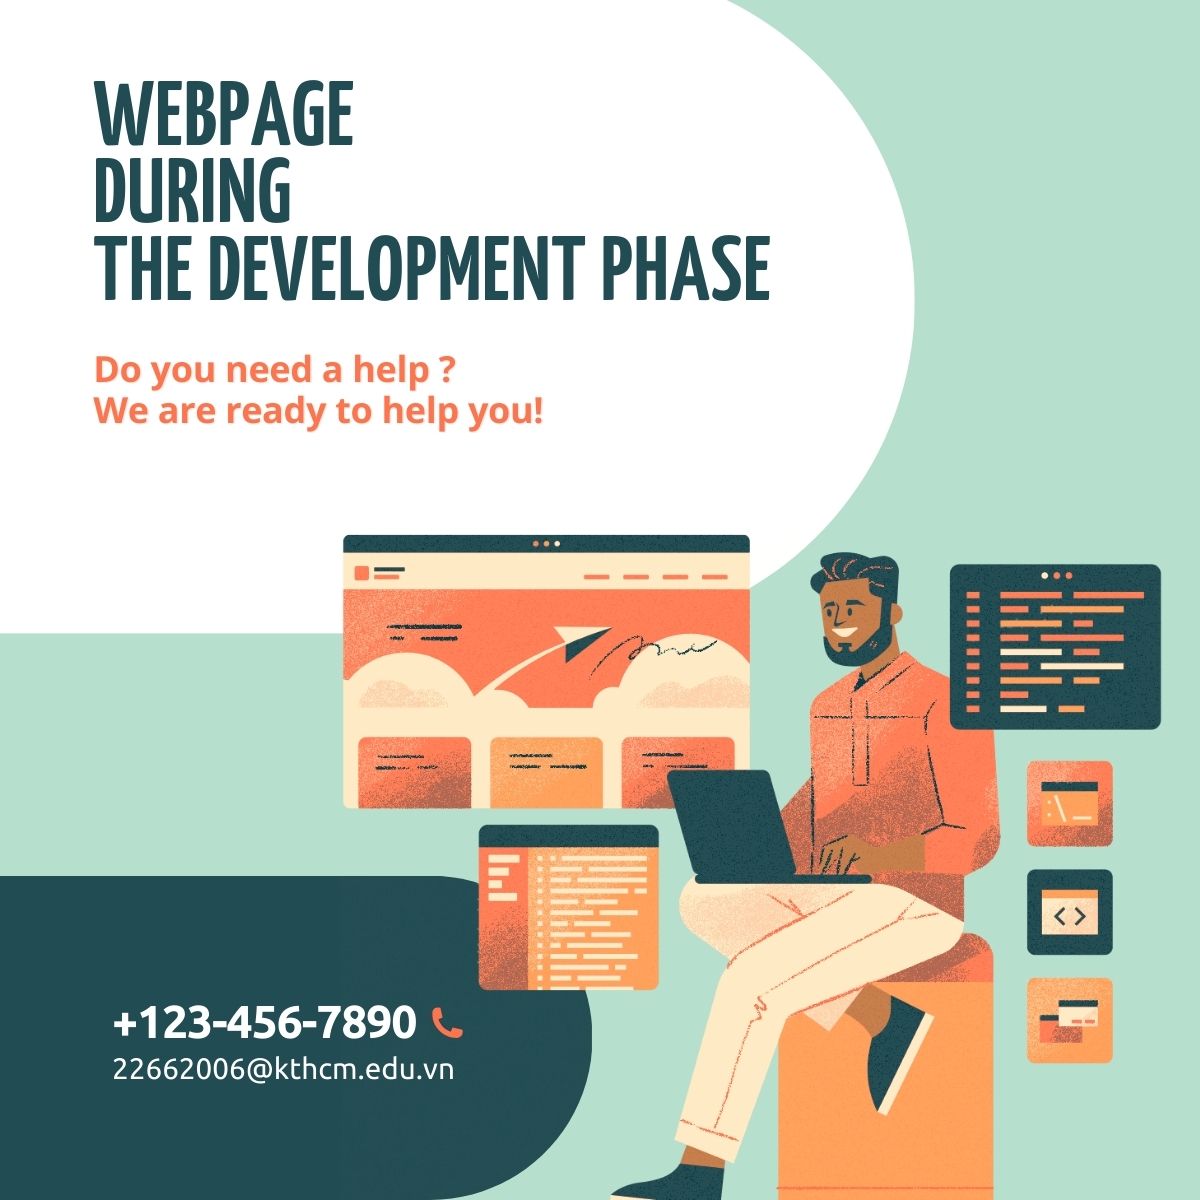 WEBPAGE
DURING
THE DEVELOPMENT PHASE
Do you need a help ?
We are ready to help you!
+123-456-7890
22662006@kthcm.edu.vn